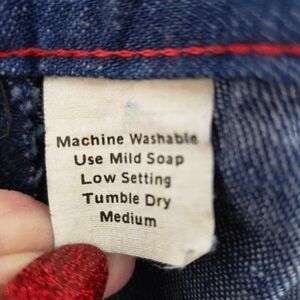 Machine Washable
Use Mild Soap
Low Setting
Tumble Dry
Medium